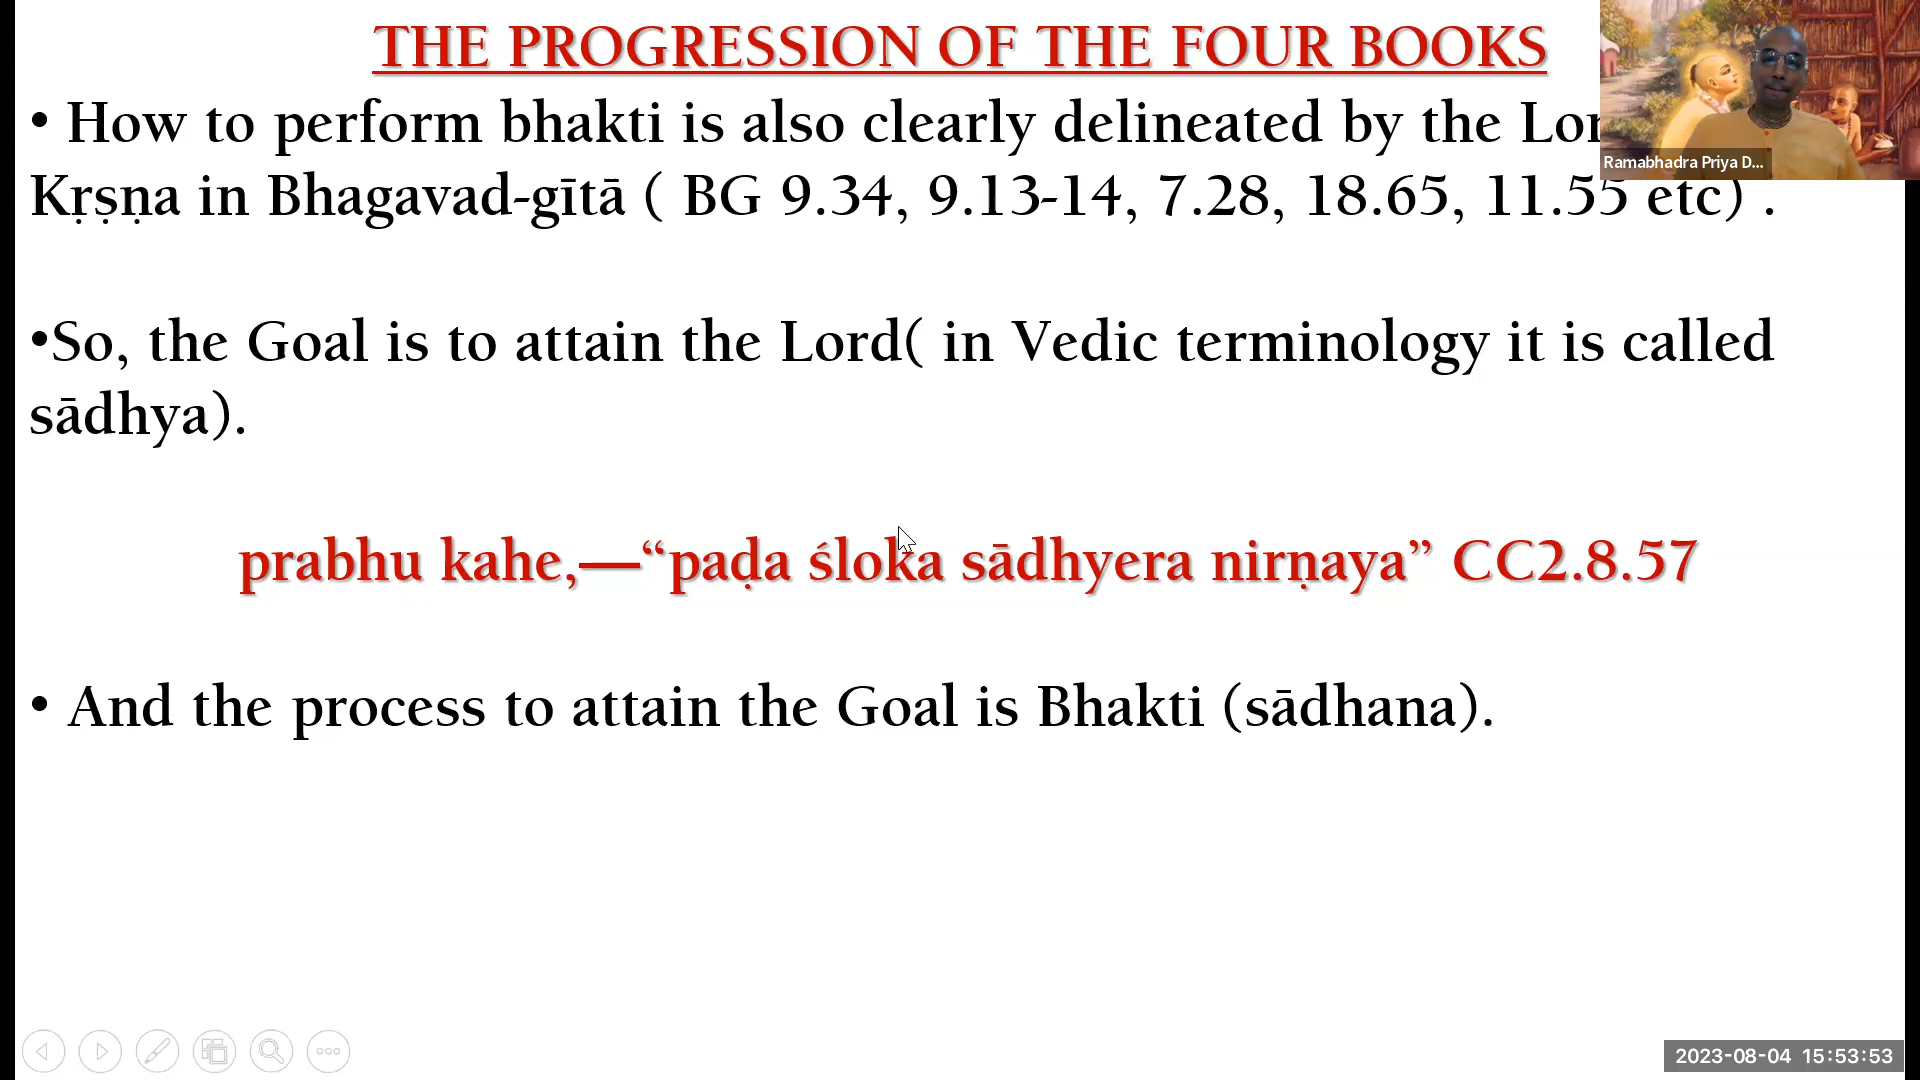 THE PROGRESSION OF THE FOUR BOOKS
• How to perform bhakti is also clearly delineated by the
Kṛṣṇa in Bhagavad-gītā ( BG 9.34, 9.13-14, 7.28, 18.65, 11.55 etc) .
•So, the Goal is to attain the Lord( in Vedic terminology it is called
sādhya).
prabhu kahe,—“paḍa śloka sādhyera nirṇaya” CC2.8.57
• And the process to attain the Goal is Bhakti (sādhana).
Ramabhadra Priya D...
2023-08-04 15:53:53